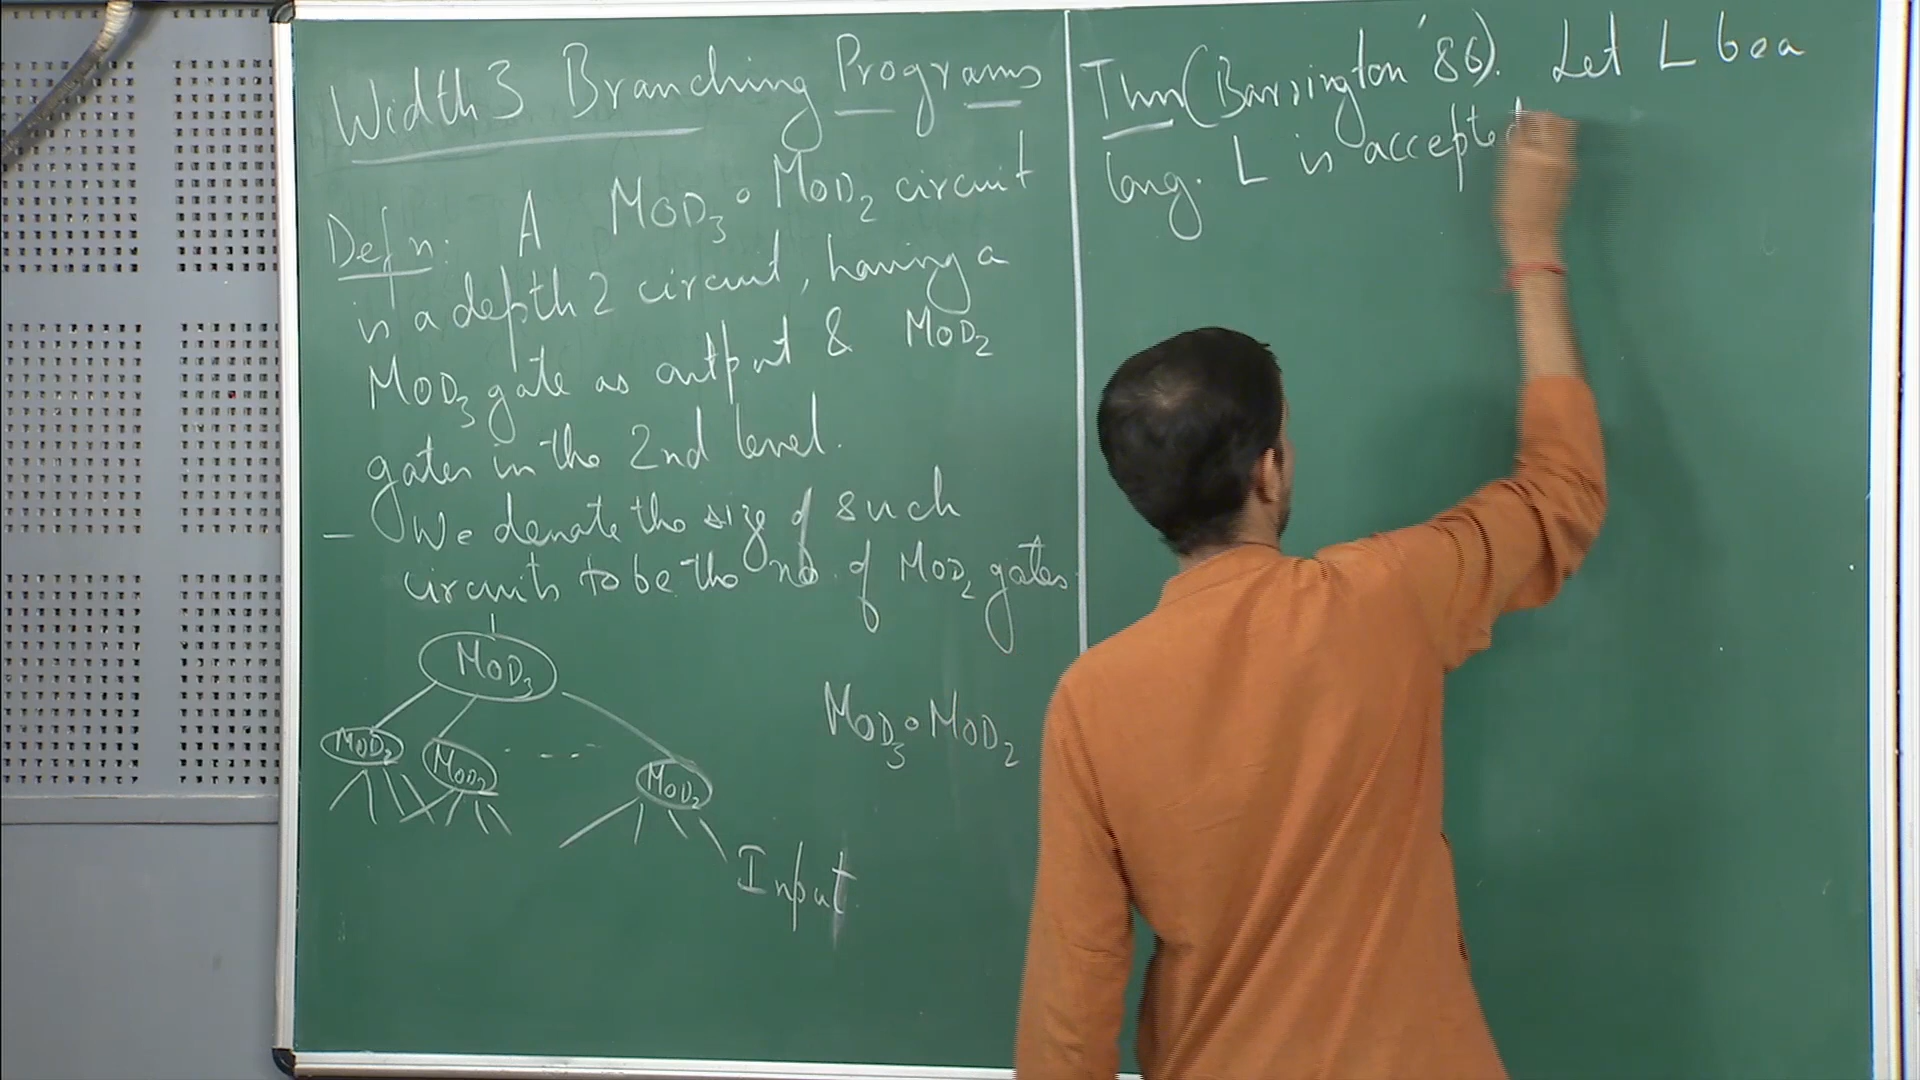 Width 3 Branching Programs
Defn: A MOD₃∘MOD₂ circuit
is a depth 2 circuit, having a
MOD₃ gate as output & MOD₂
gates in the 2nd level.
– We denote the size of such
circuits to be the no. of MOD₂ gates.
MOD₃
MOD₂ MOD₂ - - - MOD₂
Input
MOD₃∘MOD₂
Thm (Barrington '86). Let L be a
lang. L is accepted